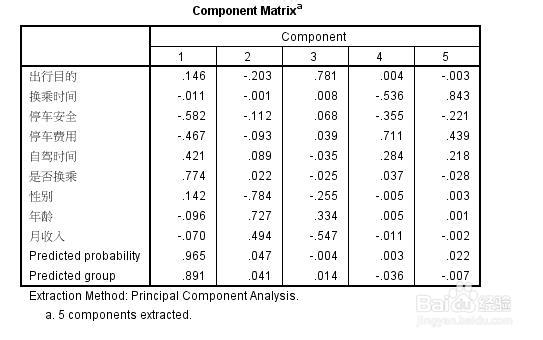 Component Matrixa
Component
1 2 3 4 5
出行目的 .146 -.203 .781 .004 -.003
换乘时间 -.011 -.001 .008 -.536 .843
停车安全 -.582 -.112 .068 -.355 -.221
停车费用 -.467 -.093 .039 .711 .439
自驾时间 .421 .089 -.035 .284 .218
是否换乘 .774 .022 -.025 .037 -.028
性别 .142 -.784 -.255 -.005 .003
年龄 -.096 .727 .334 .005 .001
月收入 -.070 .494 -.547 -.011 -.002
Predicted probability .965 .047 -.004 .003 .022
Predicted group .891 .041 .014 -.036 -.007
Extraction Method: Principal Component Analysis.
a. 5 components extracted.
Baidu 经验
jingyan.baidu.com